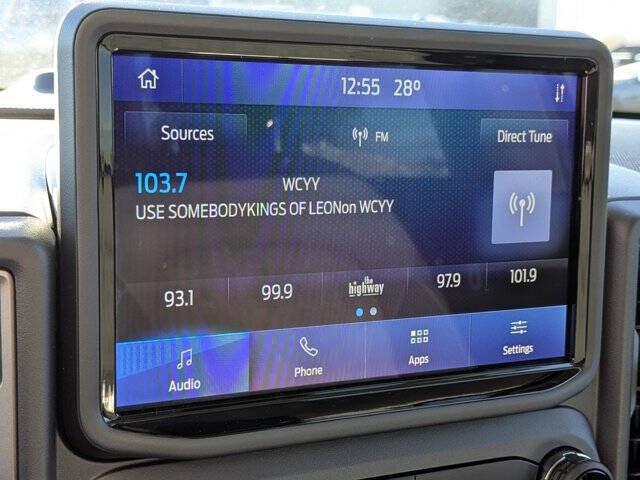 12:55 28°
Sources
FM
Direct Tune
103.7 WCYY
USE SOMEBODYKINGS OF LEONon WCYY
93.1 99.9 the highway 97.9 101.9
Audio Phone Apps Settings